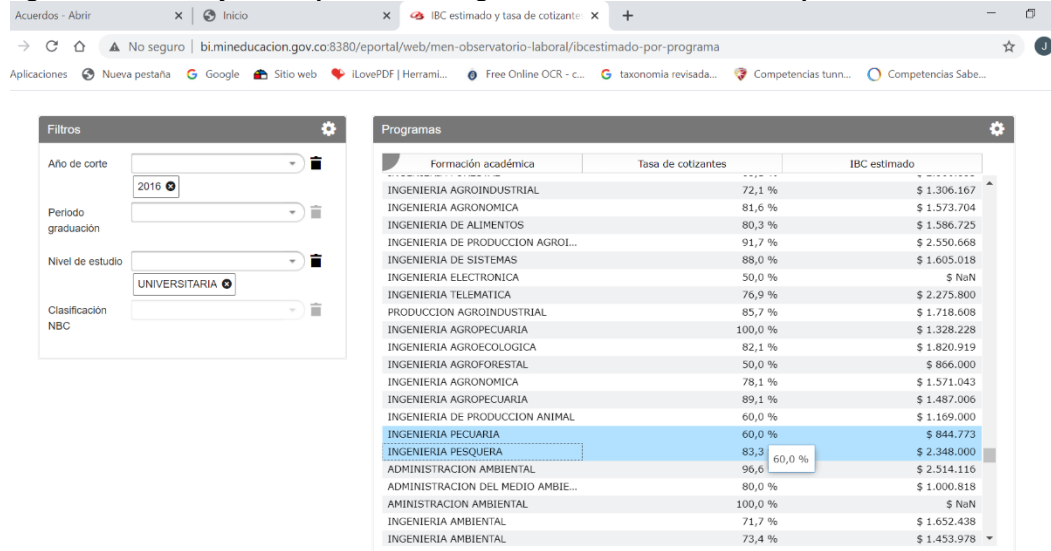 Acuerdos - Abrir Inicio IBC estimado y tasa de cotizante
No seguro bi.mineducacion.gov.co:8380/eportal/web/men-observatorio-laboral/ibcestimado-por-programa
Aplicaciones Nueva pestaña Google Sitio web iLovePDF | Herrami... Free Online OCR - c... taxonomia revisada... Competencias tunn... Competencias Sabe...
Filtros
Año de corte
2016
Periodo
graduación
Nivel de estudio
UNIVERSITARIA
Clasificación
NBC
Programas
Formación académica Tasa de cotizantes IBC estimado
INGENIERIA AGROINDUSTRIAL 72,1 % $ 1.306.167
INGENIERIA AGRONOMICA 81,6 % $ 1.573.704
INGENIERIA DE ALIMENTOS 80,3 % $ 1.586.725
INGENIERIA DE PRODUCCION AGROI... 91,7 % $ 2.550.668
INGENIERIA DE SISTEMAS 88,0 % $ 1.605.018
INGENIERIA ELECTRONICA 50,0 % $ NaN
INGENIERIA TELEMATICA 76,9 % $ 2.275.800
PRODUCCION AGROINDUSTRIAL 85,7 % $ 1.718.608
INGENIERIA AGROPECUARIA 100,0 % $ 1.328.228
INGENIERIA AGROECOLOGICA 82,1 % $ 1.820.919
INGENIERIA AGROFORESTAL 50,0 % $ 866.000
INGENIERIA AGRONOMICA 78,1 % $ 1.571.043
INGENIERIA AGROPECUARIA 89,1 % $ 1.487.006
INGENIERIA DE PRODUCCION ANIMAL 60,0 % $ 1.169.000
INGENIERIA PECUARIA 60,0 % $ 844.773
INGENIERIA PESQUERA 83,3 $ 2.348.000
60,0 %
ADMINISTRACION AMBIENTAL 96,6 $ 2.514.116
ADMINISTRACION DEL MEDIO AMBIE... 80,0 % $ 1.000.818
AMINISTRACION AMBIENTAL 100,0 % $ NaN
INGENIERIA AMBIENTAL 71,7 % $ 1.652.438
INGENIERIA AMBIENTAL 73,4 % $ 1.453.978